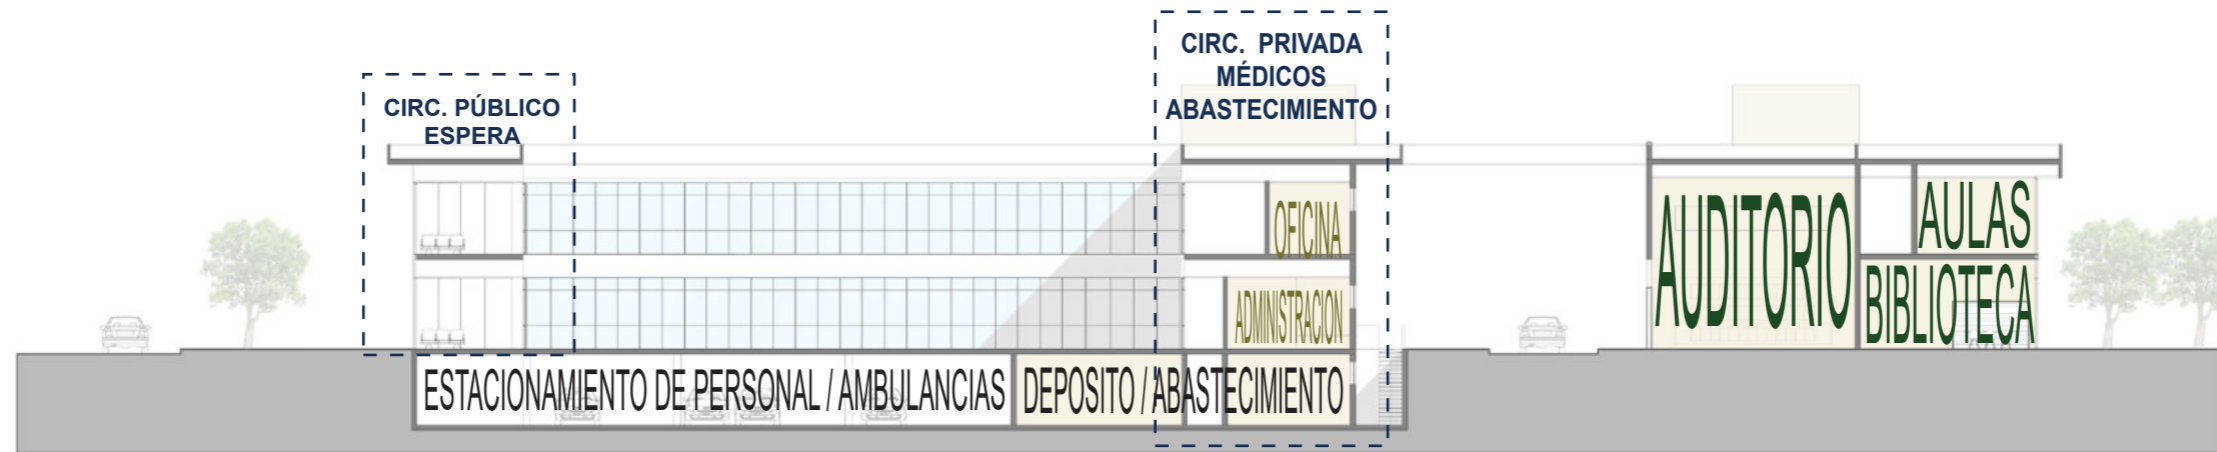 CIRC. PÚBLICO
ESPERA
CIRC. PRIVADA
MÉDICOS
ABASTECIMIENTO
OFICINA
ADMINISTRACION
ESTACIONAMIENTO DE PERSONAL / AMBULANCIAS
DEPOSITO / ABASTECIMIENTO
AUDITORIO
AULAS
BIBLIOTECA